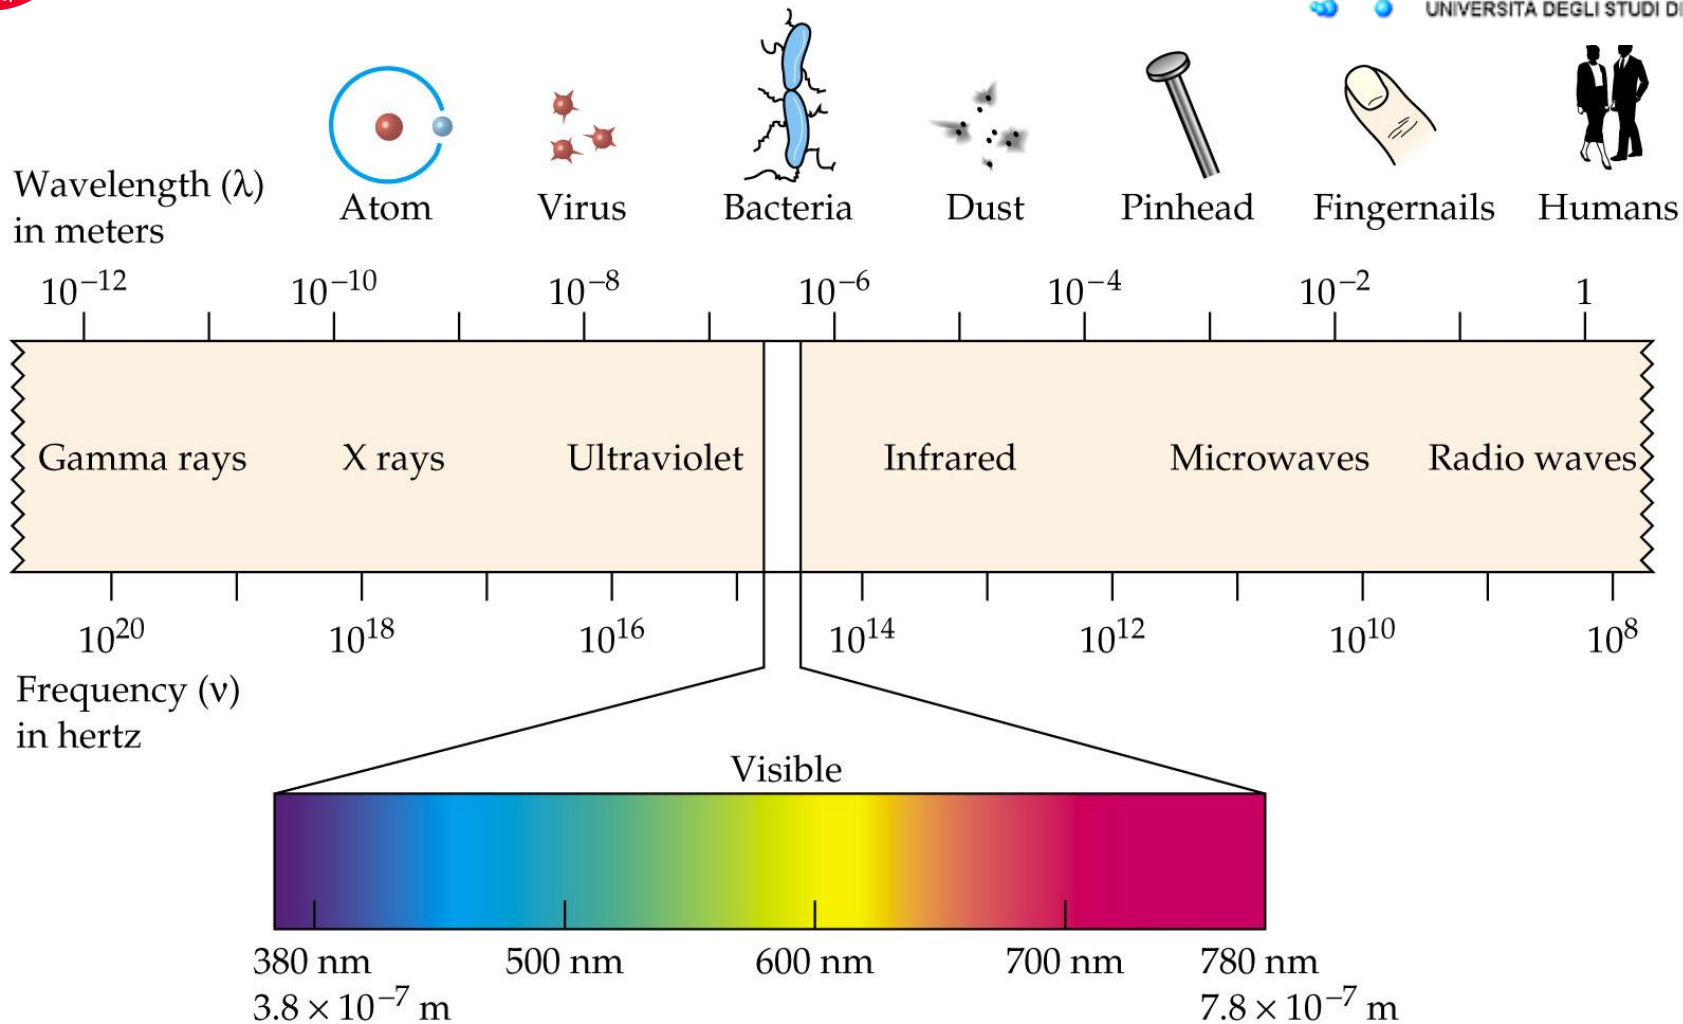 UNIVERSITÀ DEGLI STUDI DI
Wavelength (λ)
in meters
Atom Virus Bacteria Dust Pinhead Fingernails Humans
10⁻¹² 10⁻¹⁰ 10⁻⁸ 10⁻⁶ 10⁻⁴ 10⁻² 1
Gamma rays X rays Ultraviolet Infrared Microwaves Radio waves
10²⁰ 10¹⁸ 10¹⁶ 10¹⁴ 10¹² 10¹⁰ 10⁸
Frequency (ν)
in hertz
Visible
380 nm 500 nm 600 nm 700 nm 780 nm
3.8 × 10⁻⁷ m 7.8 × 10⁻⁷ m